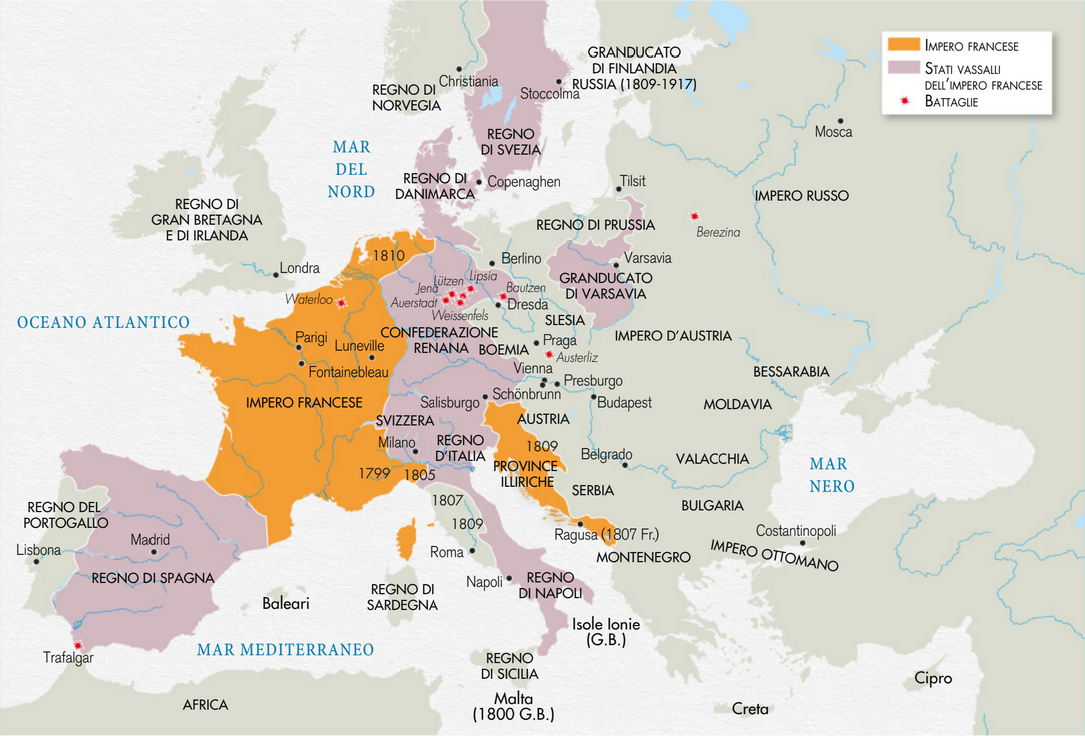 IMPERO FRANCESE
STATI VASSALLI
DELL'IMPERO FRANCESE
BATTAGLIE
GRANDUCATO
DI FINLANDIA
RUSSIA (1809-1917)
Christiania
Stoccolma
REGNO DI
NORVEGIA
Mosca
REGNO
DI SVEZIA
MAR
DEL
NORD
REGNO DI
DANIMARCA
Copenaghen
Tilsit
IMPERO RUSSO
REGNO DI
GRAN BRETAGNA
E DI IRLANDA
REGNO DI PRUSSIA
Berezina
1810
Berlino
Varsavia
Londra
GRANDUCATO
DI VARSAVIA
Lützen
Lipsia
Jena
Bautzen
Auerstadt
Weissenfels
Dresda
Waterloo
SLESIA
OCEANO ATLANTICO
CONFEDERAZIONE
RENANA
IMPERO D'AUSTRIA
Parigi
Luneville
BOEMIA
Praga
Austerliz
Fontainebleau
Vienna
BESSARABIA
Presburgo
Schönbrunn
Salisburgo
IMPERO FRANCESE
Budapest
MOLDAVIA
SVIZZERA
AUSTRIA
Milano
REGNO
D'ITALIA
1809
Belgrado
VALACCHIA
MAR
NERO
1799
1805
PROVINCE
ILLIRICHE
SERBIA
1807
BULGARIA
REGNO DEL
PORTOGALLO
1809
Ragusa (1807 Fr.)
Costantinopoli
Madrid
Lisbona
Roma
MONTENEGRO
IMPERO OTTOMANO
REGNO DI SPAGNA
Napoli
REGNO
DI NAPOLI
Baleari
REGNO DI
SARDEGNA
Isole Ionie
(G.B.)
Trafalgar
MAR MEDITERRANEO
REGNO
DI SICILIA
Cipro
AFRICA
Malta
(1800 G.B.)
Creta